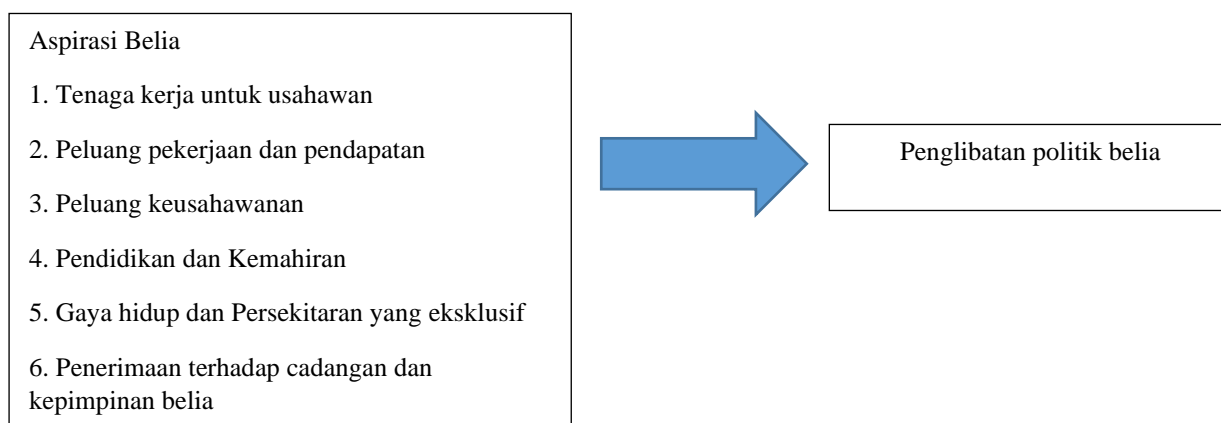 Aspirasi Belia
1. Tenaga kerja untuk usahawan
2. Peluang pekerjaan dan pendapatan
3. Peluang keusahawanan
4. Pendidikan dan Kemahiran
5. Gaya hidup dan Persekitaran yang eksklusif
6. Penerimaan terhadap cadangan dan
kepimpinan belia
Penglibatan politik belia